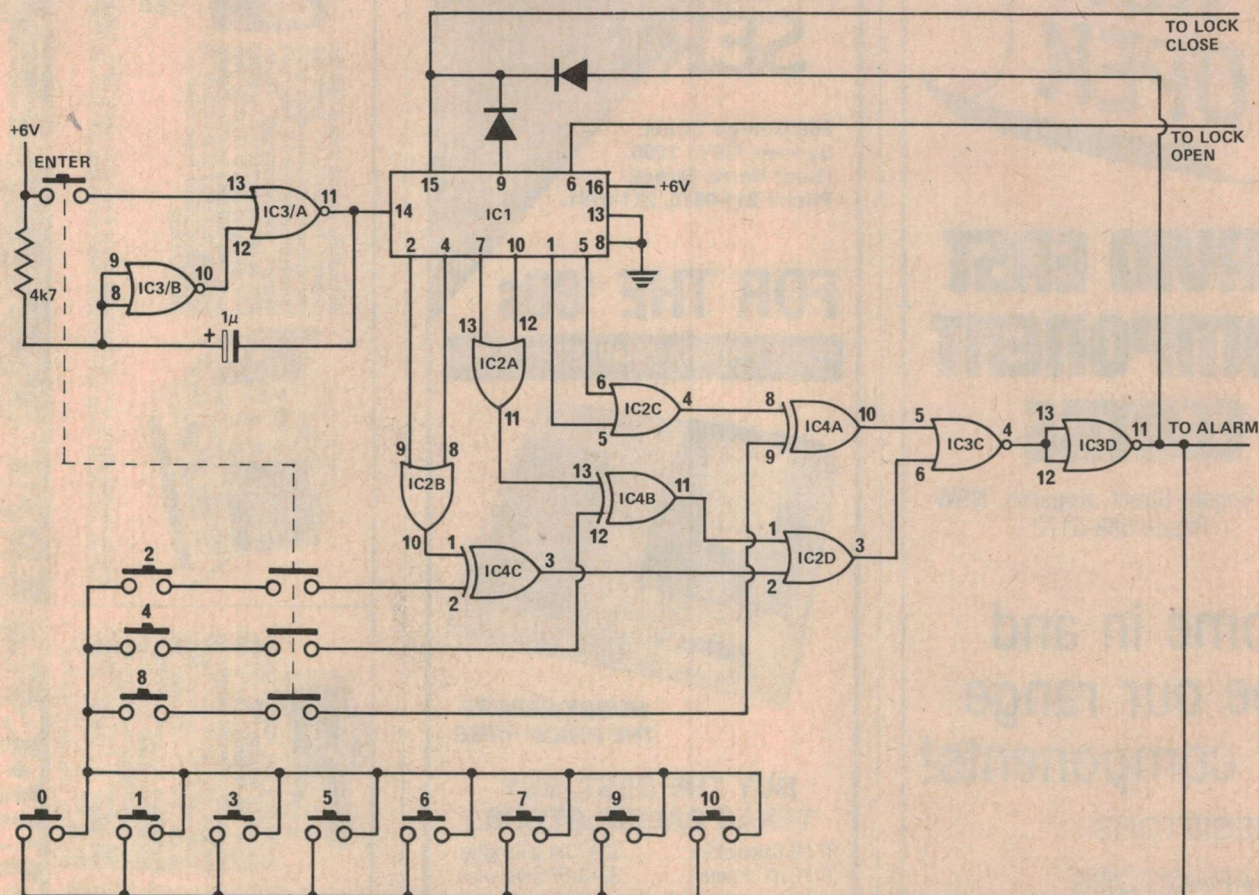 TO LOCK
CLOSE
TO LOCK
OPEN
+6V
ENTER
13
12
11
IC3/A
14
15
9
6
16
+6V
13
8
IC1
2
4
7
10
1
5
9
8
10
IC3/B
4k7
+
1μ
13
12
IC2A
11
6
5
IC2C
4
8
9
IC4A
10
5
6
IC3C
4
13
12
IC3D
11
TO ALARM
9
8
IC2B
10
13
12
IC4B
11
1
2
IC4C
3
1
2
IC2D
3
2
4
8
0
1
3
5
6
7
9
10